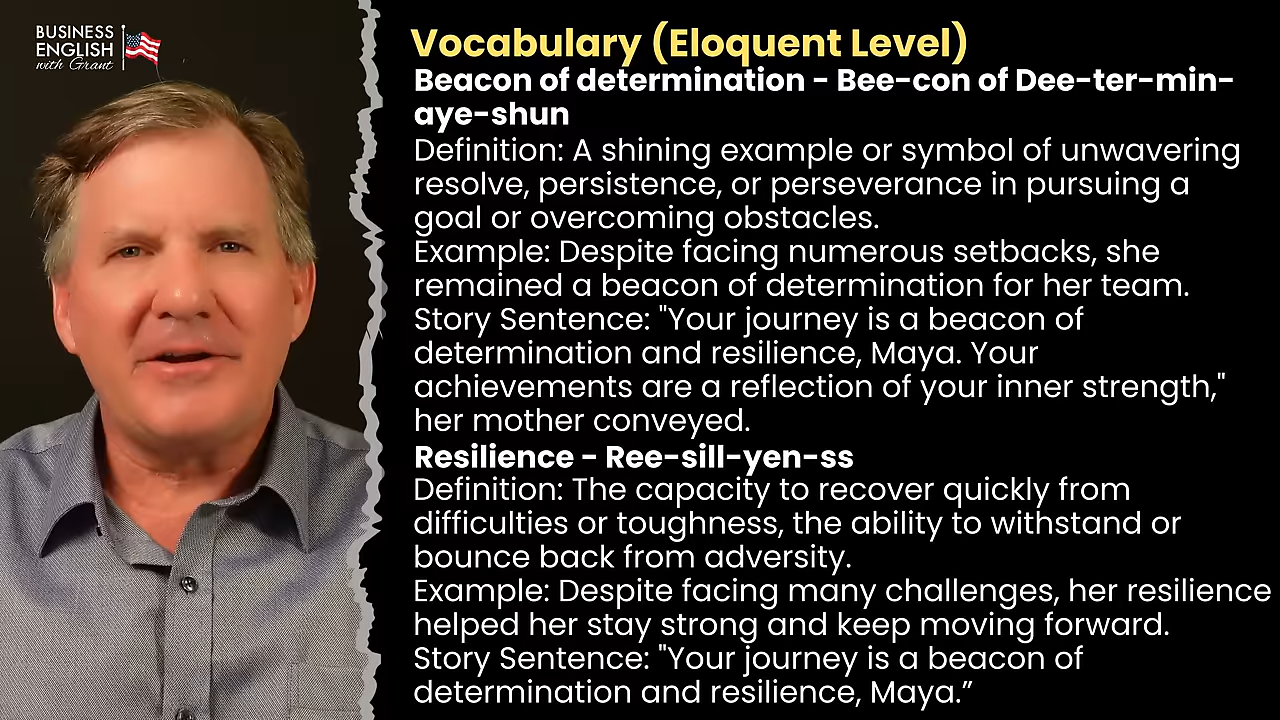 BUSINESS
ENGLISH
with Grant
Vocabulary (Eloquent Level)
Beacon of determination - Bee-con of Dee-ter-min-
aye-shun
Definition: A shining example or symbol of unwavering
resolve, persistence, or perseverance in pursuing a
goal or overcoming obstacles.
Example: Despite facing numerous setbacks, she
remained a beacon of determination for her team.
Story Sentence: "Your journey is a beacon of
determination and resilience, Maya. Your
achievements are a reflection of your inner strength,"
her mother conveyed.
Resilience - Ree-sill-yen-ss
Definition: The capacity to recover quickly from
difficulties or toughness, the ability to withstand or
bounce back from adversity.
Example: Despite facing many challenges, her resilience
helped her stay strong and keep moving forward.
Story Sentence: "Your journey is a beacon of
determination and resilience, Maya.”